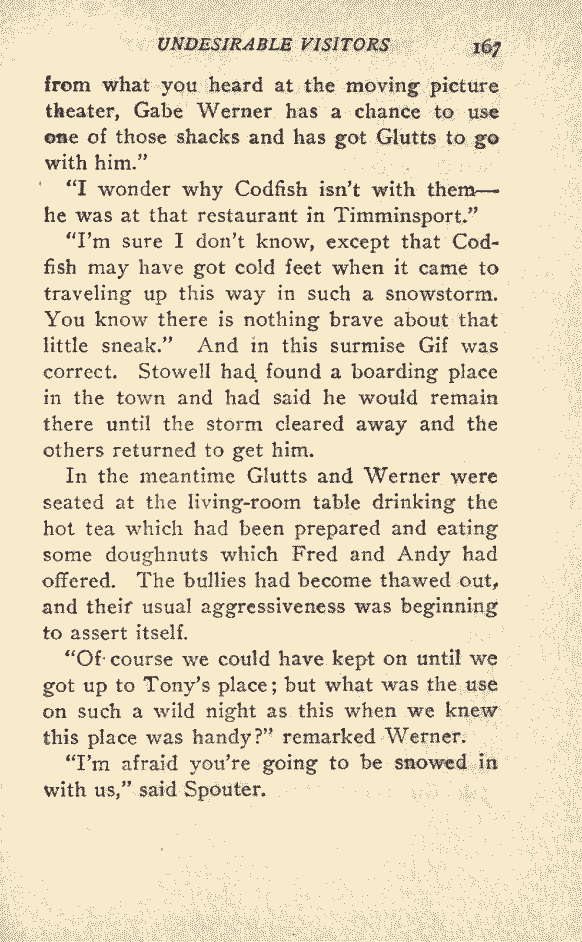 UNDESIRABLE VISITORS 167
from what you heard at the moving picture
theater, Gabe Werner has a chance to use
one of those shacks and has got Glutts to go
with him.”
“I wonder why Codfish isn’t with them—
he was at that restaurant in Timminsport.”
“I’m sure I don’t know, except that Cod-
fish may have got cold feet when it came to
traveling up this way in such a snowstorm.
You know there is nothing brave about that
little sneak.” And in this surmise Gif was
correct. Stowell had found a boarding place
in the town and had said he would remain
there until the storm cleared away and the
others returned to get him.
In the meantime Glutts and Werner were
seated at the living-room table drinking the
hot tea which had been prepared and eating
some doughnuts which Fred and Andy had
offered. The bullies had become thawed out,
and their usual aggressiveness was beginning
to assert itself.
“Of course we could have kept on until we
got up to Tony’s place; but what was the use
on such a wild night as this when we knew
this place was handy?” remarked Werner.
“I’m afraid you’re going to be snowed in
with us,” said Spouter.